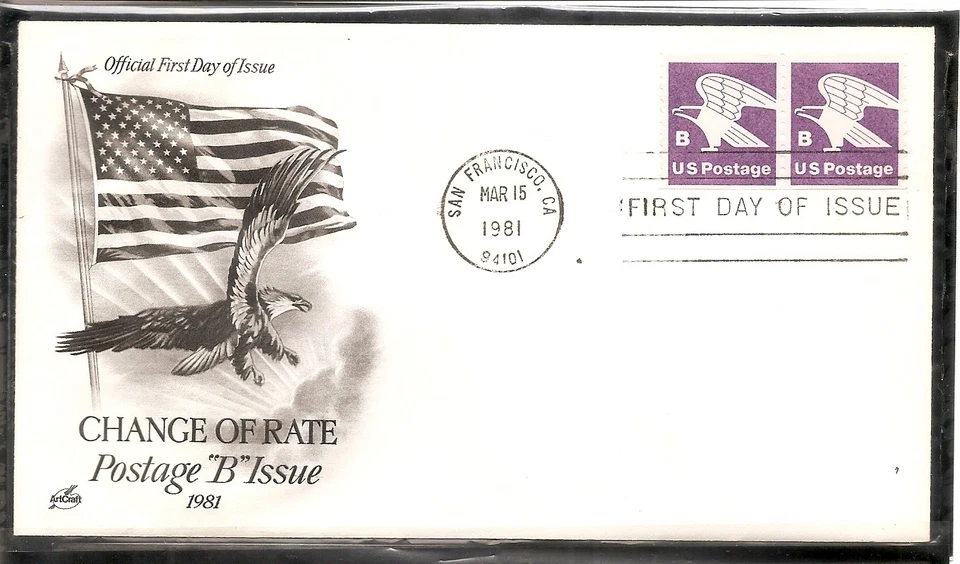 Official First Day of Issue
SAN FRANCISCO. CA
MAR 15
1981
94101
B
US Postage
B
US Postage
FIRST DAY OF ISSUE
CHANGE OF RATE
Postage "B" Issue
1981
ArtCraft